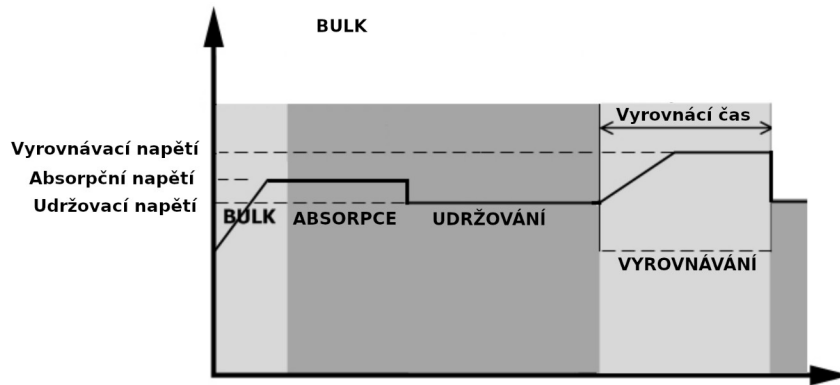 BULK
Vyrovnácí čas
Vyrovnávací napětí
Absorpční napětí
Udržovací napětí
BULK
ABSORPCE
UDRŽOVÁNÍ
VYROVNÁVÁNÍ